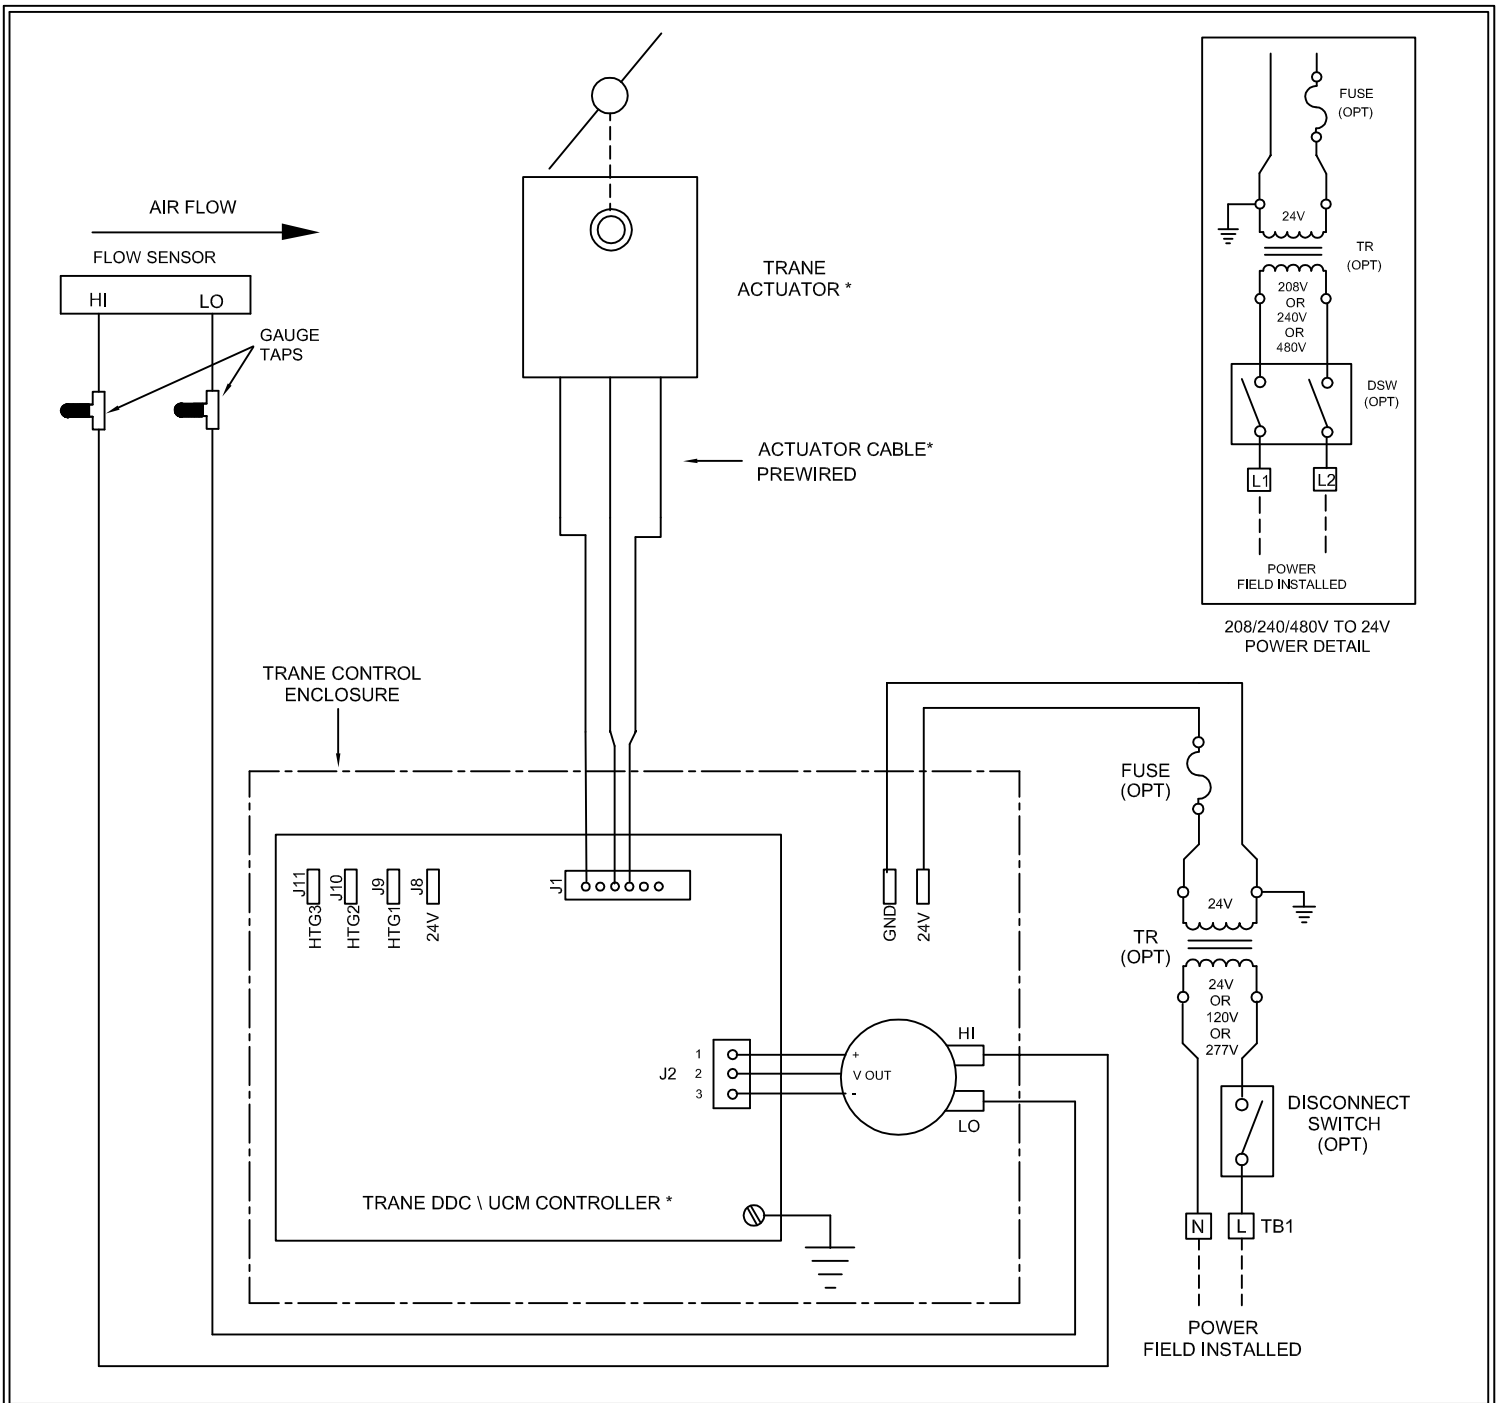 AIR FLOW
FLOW SENSOR
HI
LO
GAUGE
TAPS
TRANE
ACTUATOR *
ACTUATOR CABLE*
PREWIRED
FUSE
(OPT)
24V
TR
(OPT)
208V
OR
240V
OR
480V
DSW
(OPT)
L1
L2
POWER
FIELD INSTALLED
208/240/480V TO 24V
POWER DETAIL
TRANE CONTROL
ENCLOSURE
J11
HTG3
J10
HTG2
J9
HTG1
J8
24V
J1
GND
24V
J2
1
2
3
+
V OUT
-
HI
LO
TRANE DDC \ UCM CONTROLLER *
FUSE
(OPT)
24V
TR
(OPT)
24V
OR
120V
OR
277V
DISCONNECT
SWITCH
(OPT)
N
L
TB1
POWER
FIELD INSTALLED